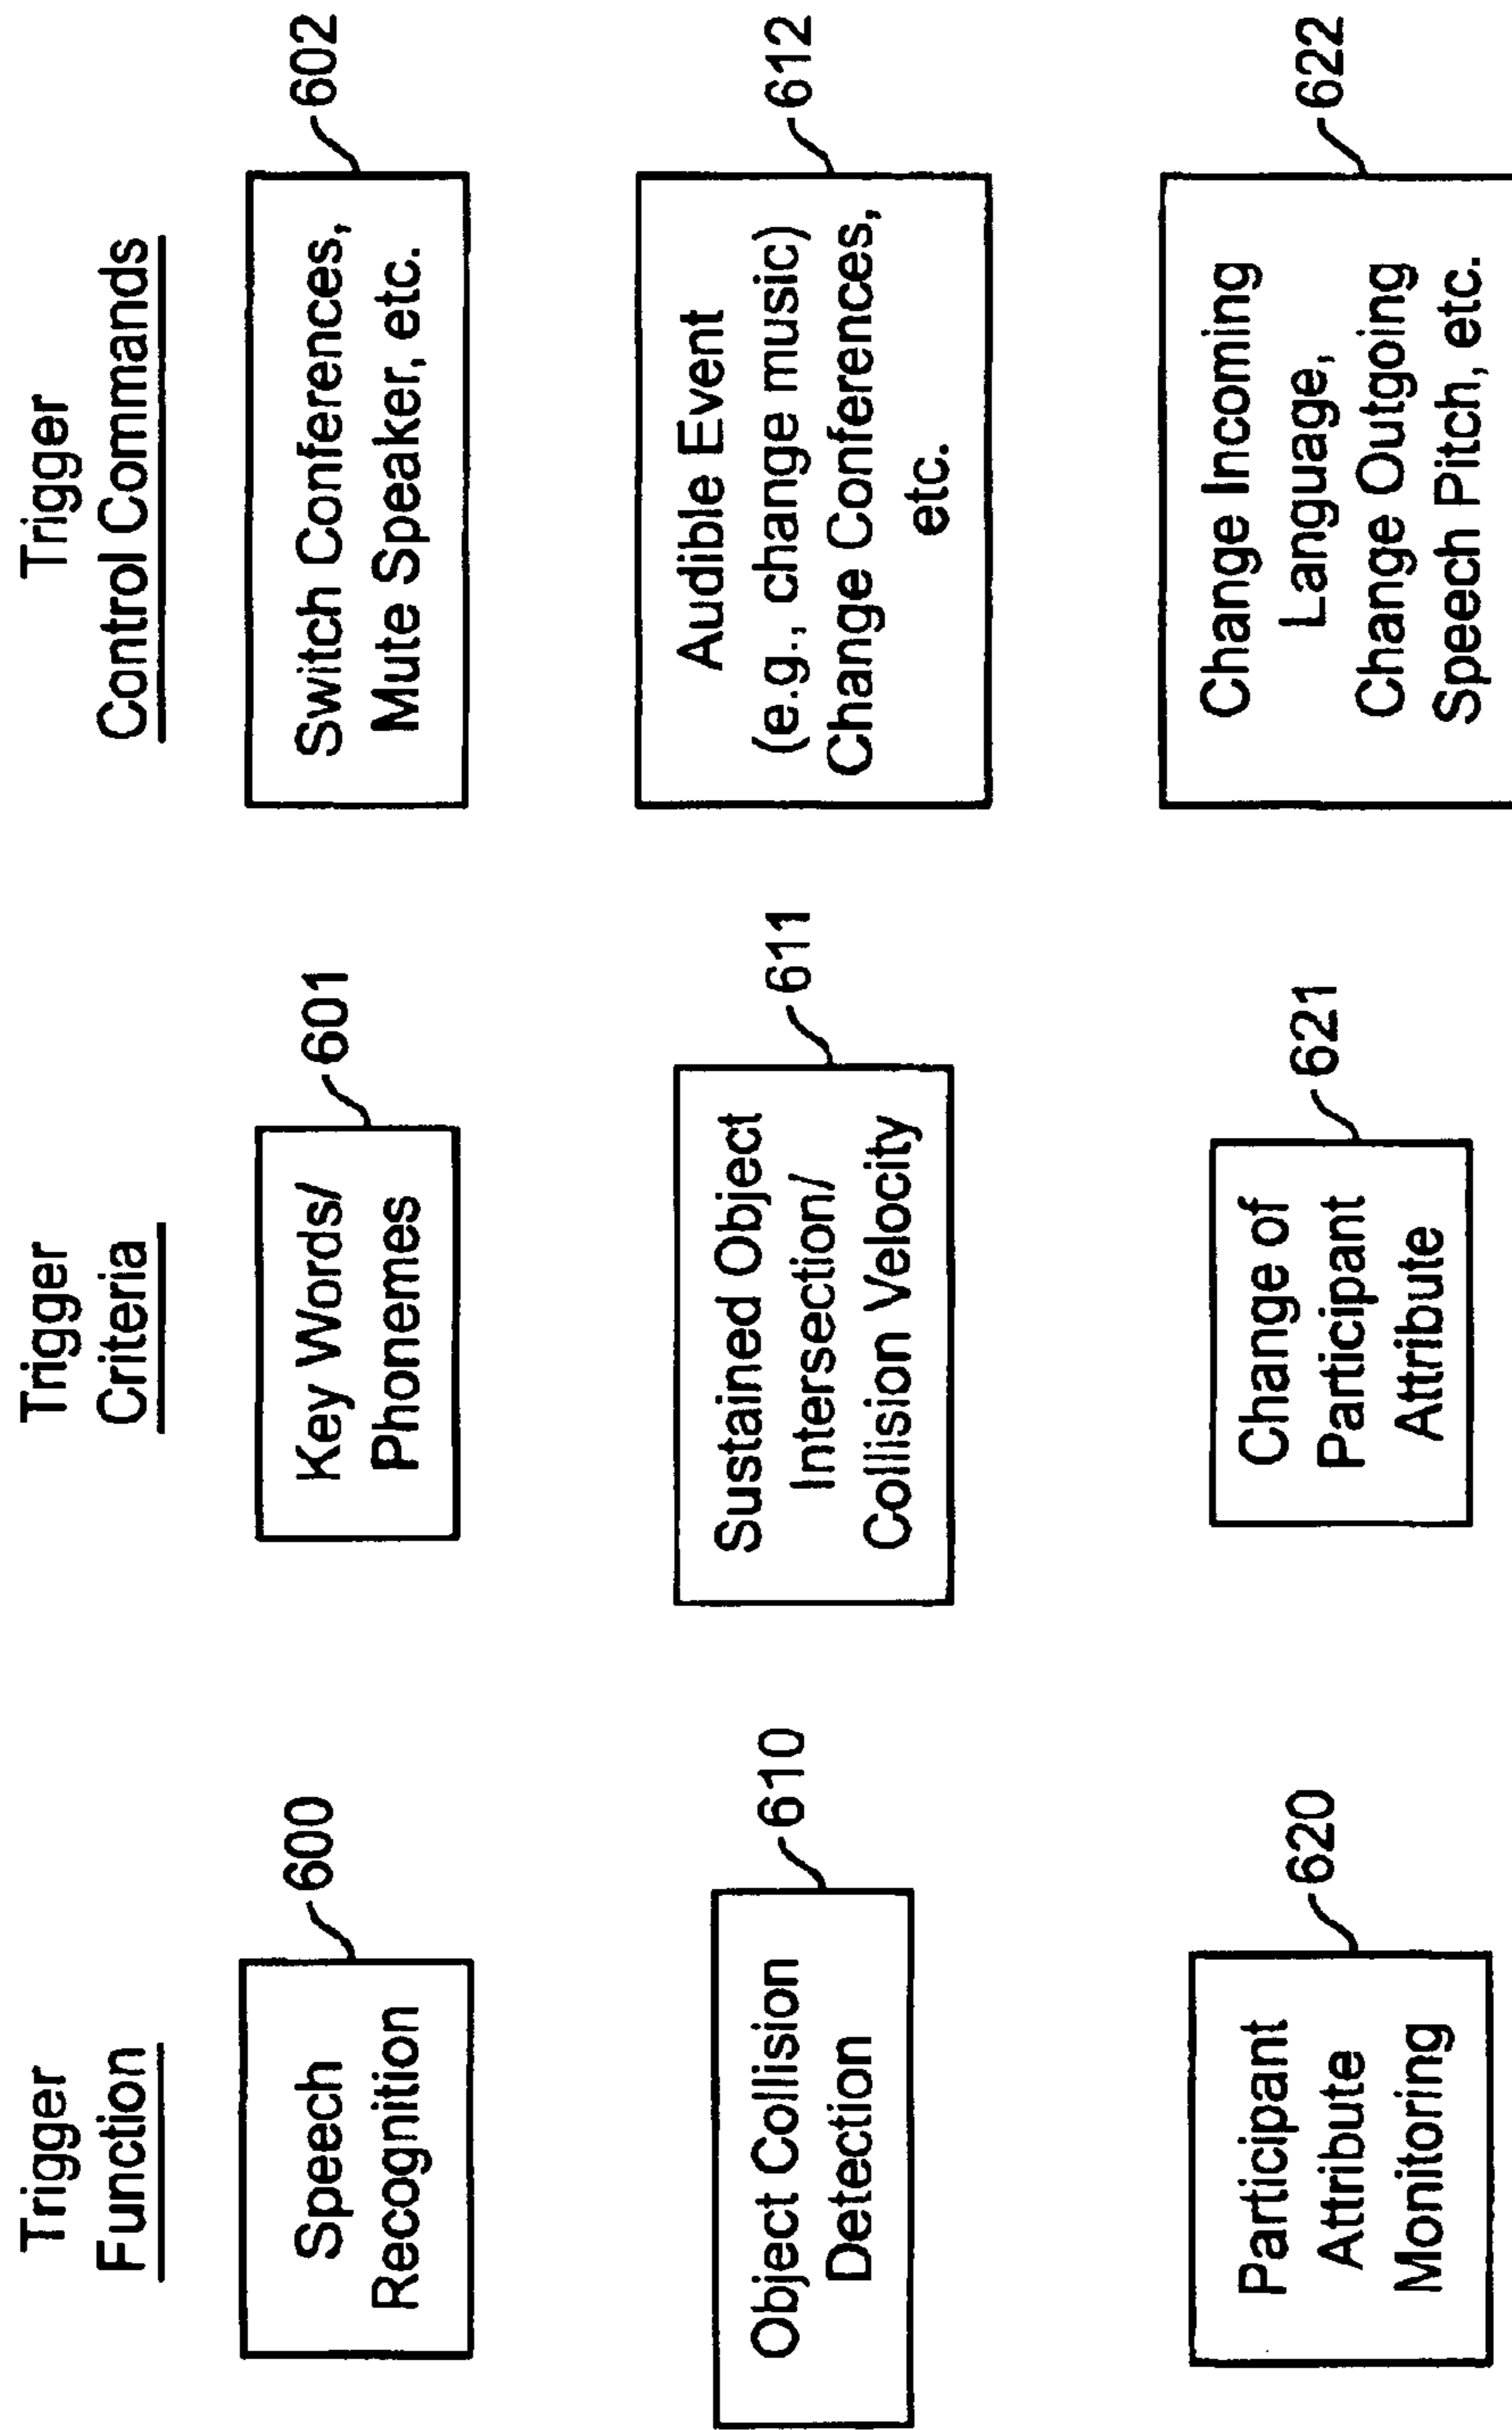 Trigger
Function
Trigger
Criteria
Trigger
Control Commands
600
Speech
Recognition
601
Key Words/
Phonemes
602
Switch Conferences,
Mute Speaker, etc.
610
Object Collision
Detection
611
Sustained Object
Intersection/
Collision Velocity
612
Audible Event
(e.g., change music)
Change Conferences,
etc.
620
Participant
Attribute
Monitoring
621
Change of
Participant
Attribute
622
Change Incoming
Language,
Change Outgoing
Speech Pitch, etc.